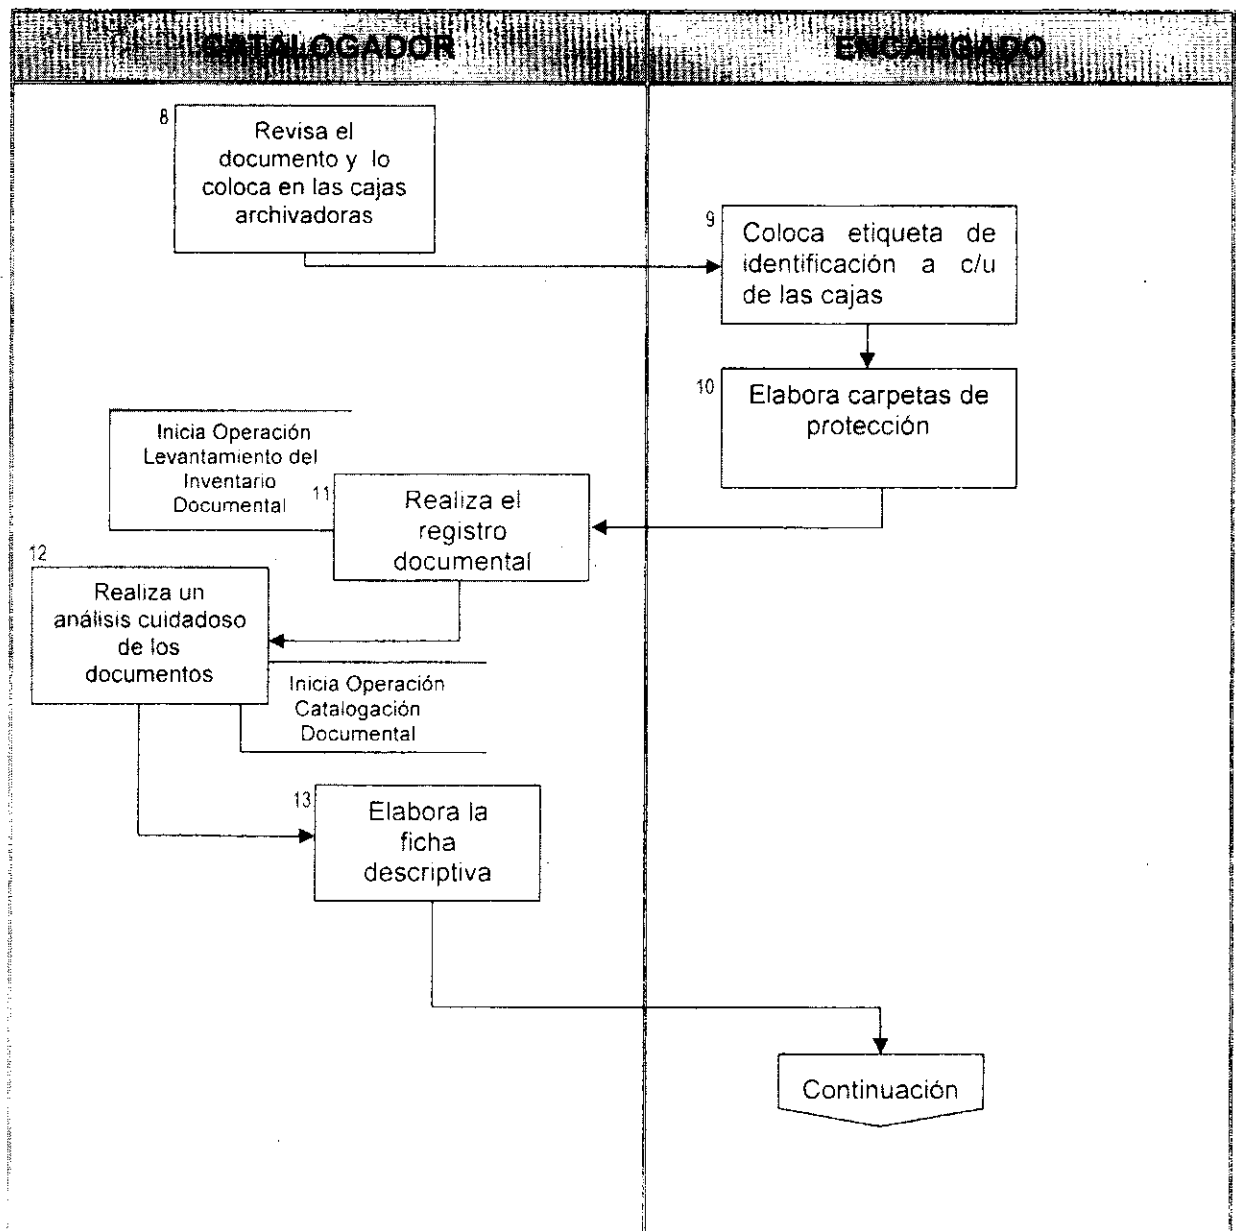 CATALOGADOR
ENCARGADO
8
Revisa el
documento y lo
coloca en las cajas
archivadoras
9
Coloca etiqueta de
identificación a c/u
de las cajas
10
Elabora carpetas de
protección
Inicia Operación
Levantamiento del
Inventario
Documental
11
Realiza el
registro
documental
12
Realiza un
análisis cuidadoso
de los
documentos
Inicia Operación
Catalogación
Documental
13
Elabora la
ficha
descriptiva
Continuación